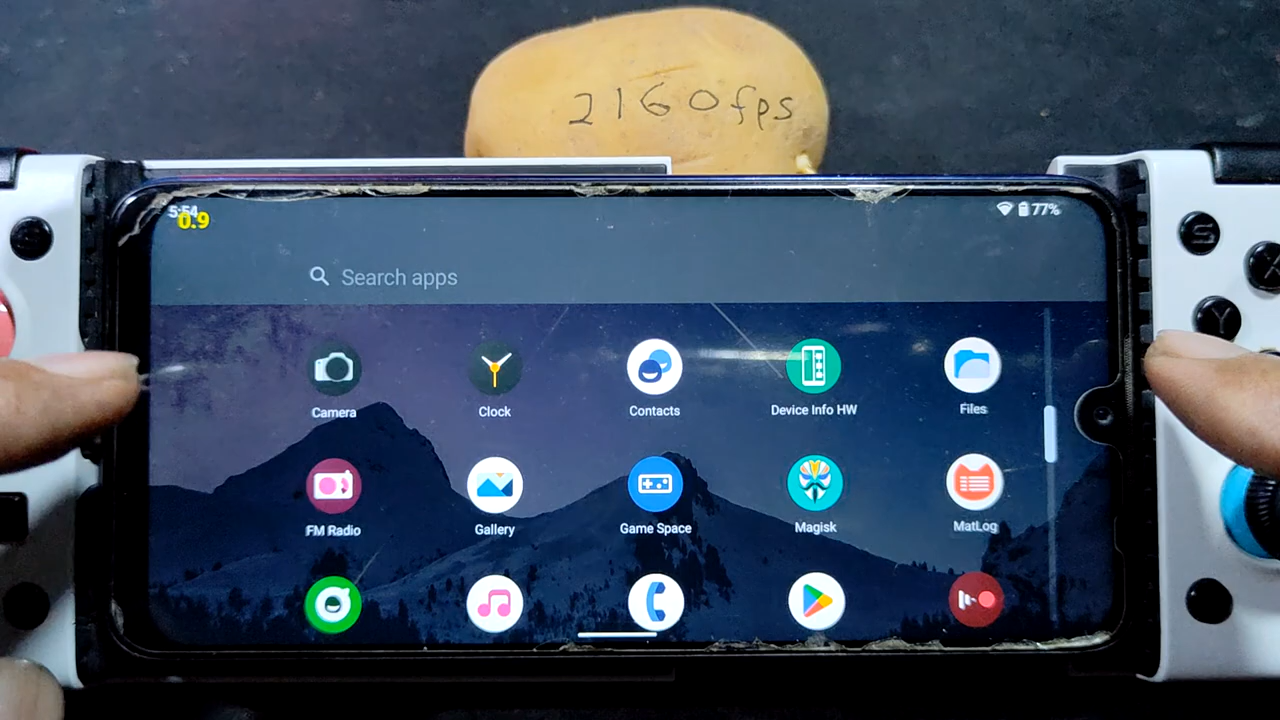 2160fps
5:54
0.9
77%
Search apps
Camera
Clock
Contacts
Device Info HW
Files
FM Radio
Gallery
Game Space
Magisk
MatLog
S
Y